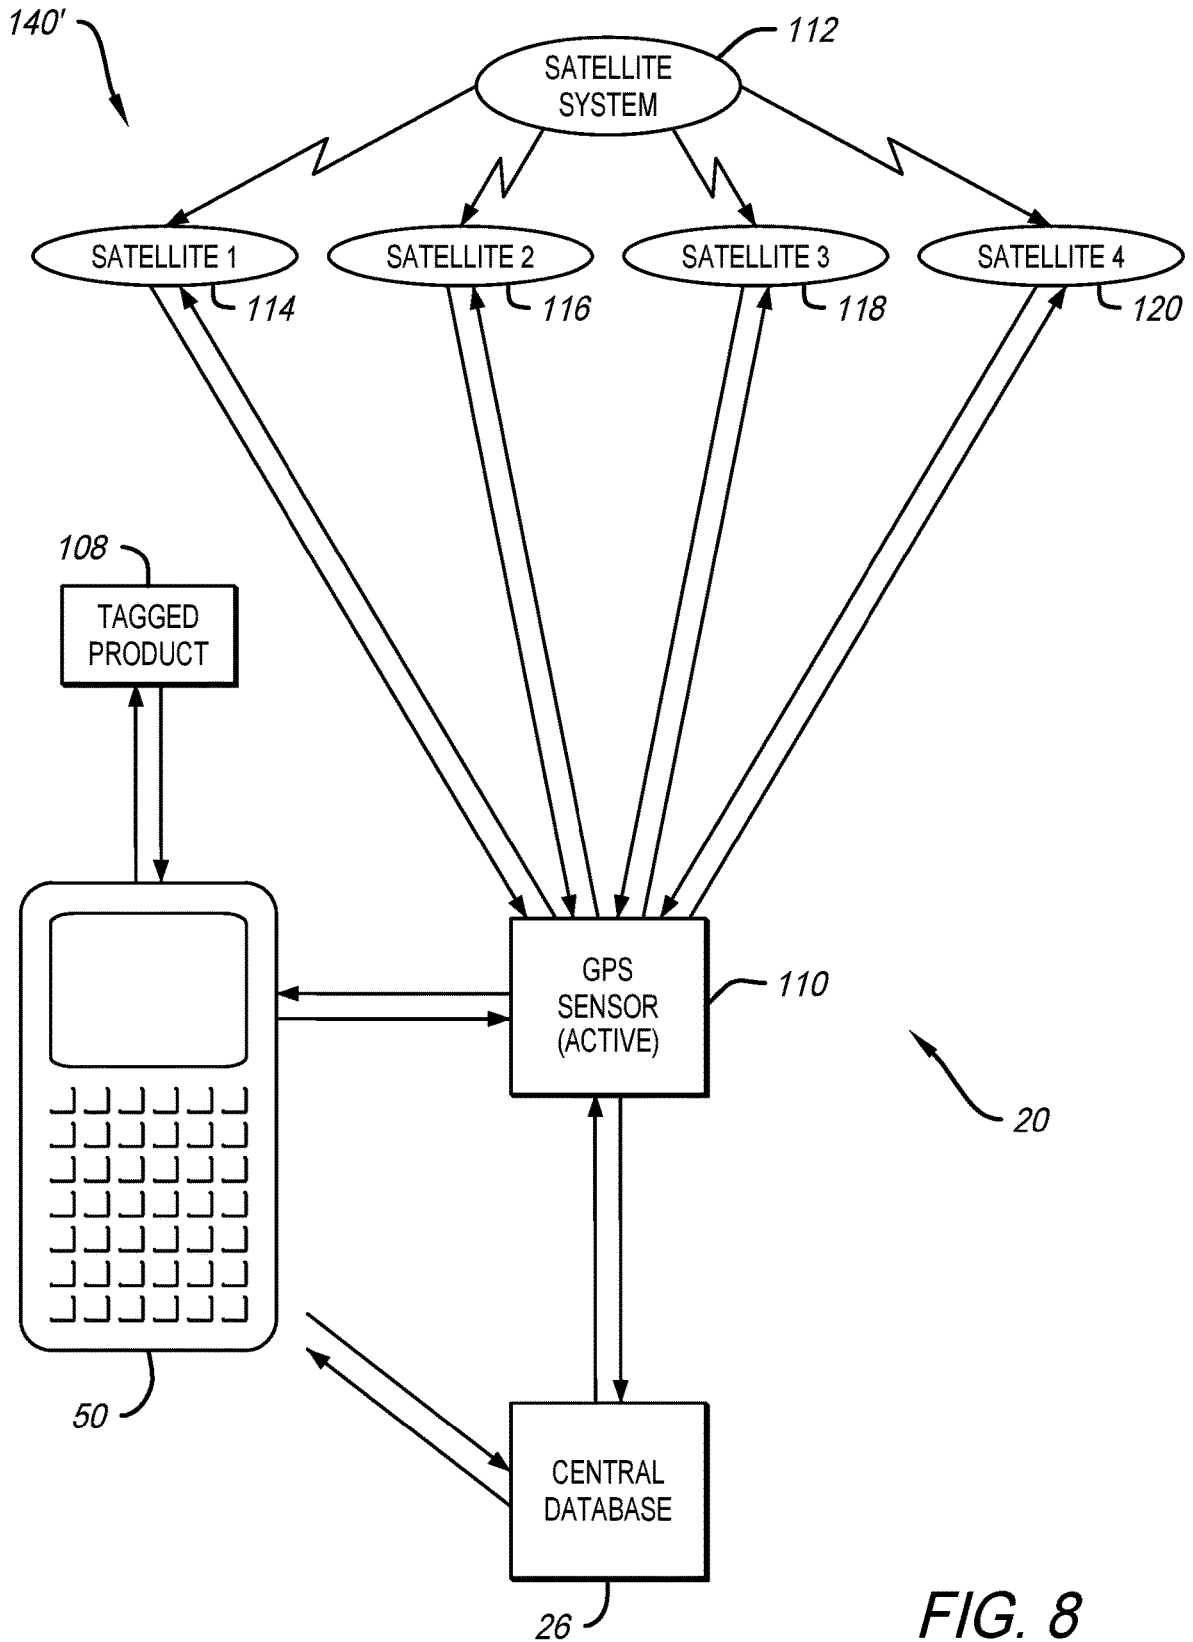 140'
112
SATELLITE
SYSTEM
SATELLITE 1
SATELLITE 2
SATELLITE 3
SATELLITE 4
114
116
118
120
108
TAGGED
PRODUCT
GPS
SENSOR
(ACTIVE)
110
20
50
CENTRAL
DATABASE
26
FIG. 8